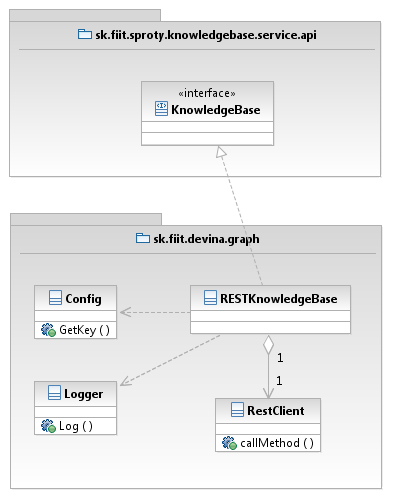 sk.fiit.sproty.knowledgebase.service.api
«interface»
KnowledgeBase
sk.fiit.devina.graph
Config
GetKey ( )
RESTKnowledgeBase
1
1
Logger
Log ( )
RestClient
callMethod ( )